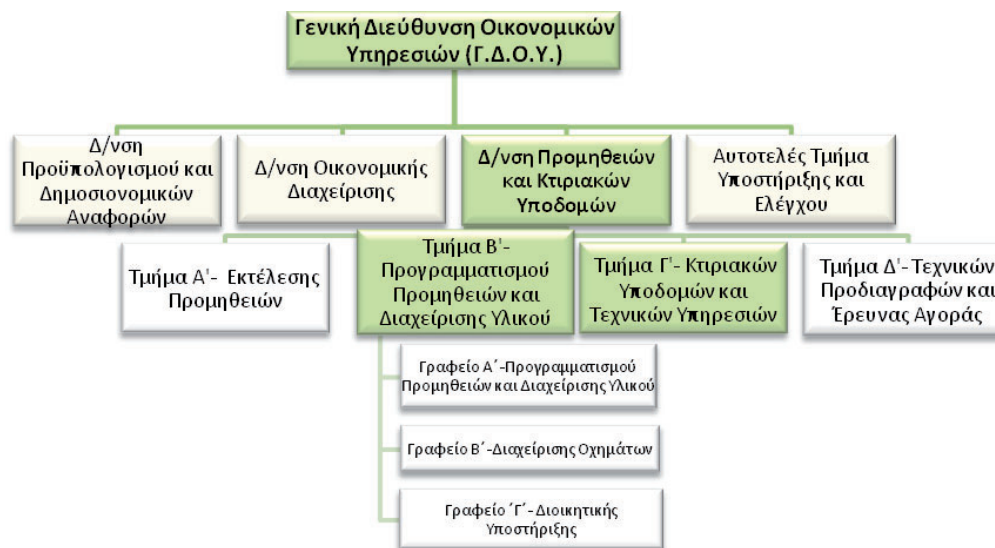 Γενική Διεύθυνση Οικονομικών
Υπηρεσιών (Γ.Δ.Ο.Υ.)
Δ/νση
Προϋπολογισμού και
Δημοσιονομικών
Αναφορών
Δ/νση Οικονομικής
Διαχείρισης
Δ/νση Προμηθειών
και Κτιριακών
Υποδομών
Αυτοτελές Τμήμα
Υποστήριξης και
Ελέγχου
Τμήμα Α'- Εκτέλεσης
Προμηθειών
Τμήμα Β'-
Προγραμματισμού
Προμηθειών και
Διαχείρισης Υλικού
Τμήμα Γ'- Κτιριακών
Υποδομών και
Τεχνικών Υπηρεσιών
Τμήμα Δ'- Τεχνικών
Προδιαγραφών και
Έρευνας Αγοράς
Γραφείο Α΄-Προγραμματισμού
Προμηθειών και Διαχείρισης Υλικού
Γραφείο Β΄-Διαχείρισης Οχημάτων
Γραφείο ΄Γ΄- Διοικητικής
Υποστήριξης